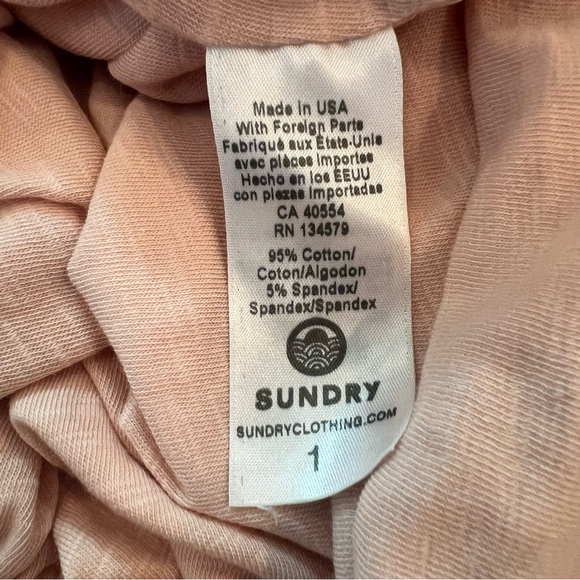 Made in USA
With Foreign Parts
Fabriqué aux États-Unis
avec pièces importes
Hecho en los EEUU
con piezas importadas
CA 40554
RN 134579
95% Cotton/
Coton/Algodon
5% Spandex/
Spandex/Spandex
SUNDRY
SUNDRYCLOTHING.COM
1